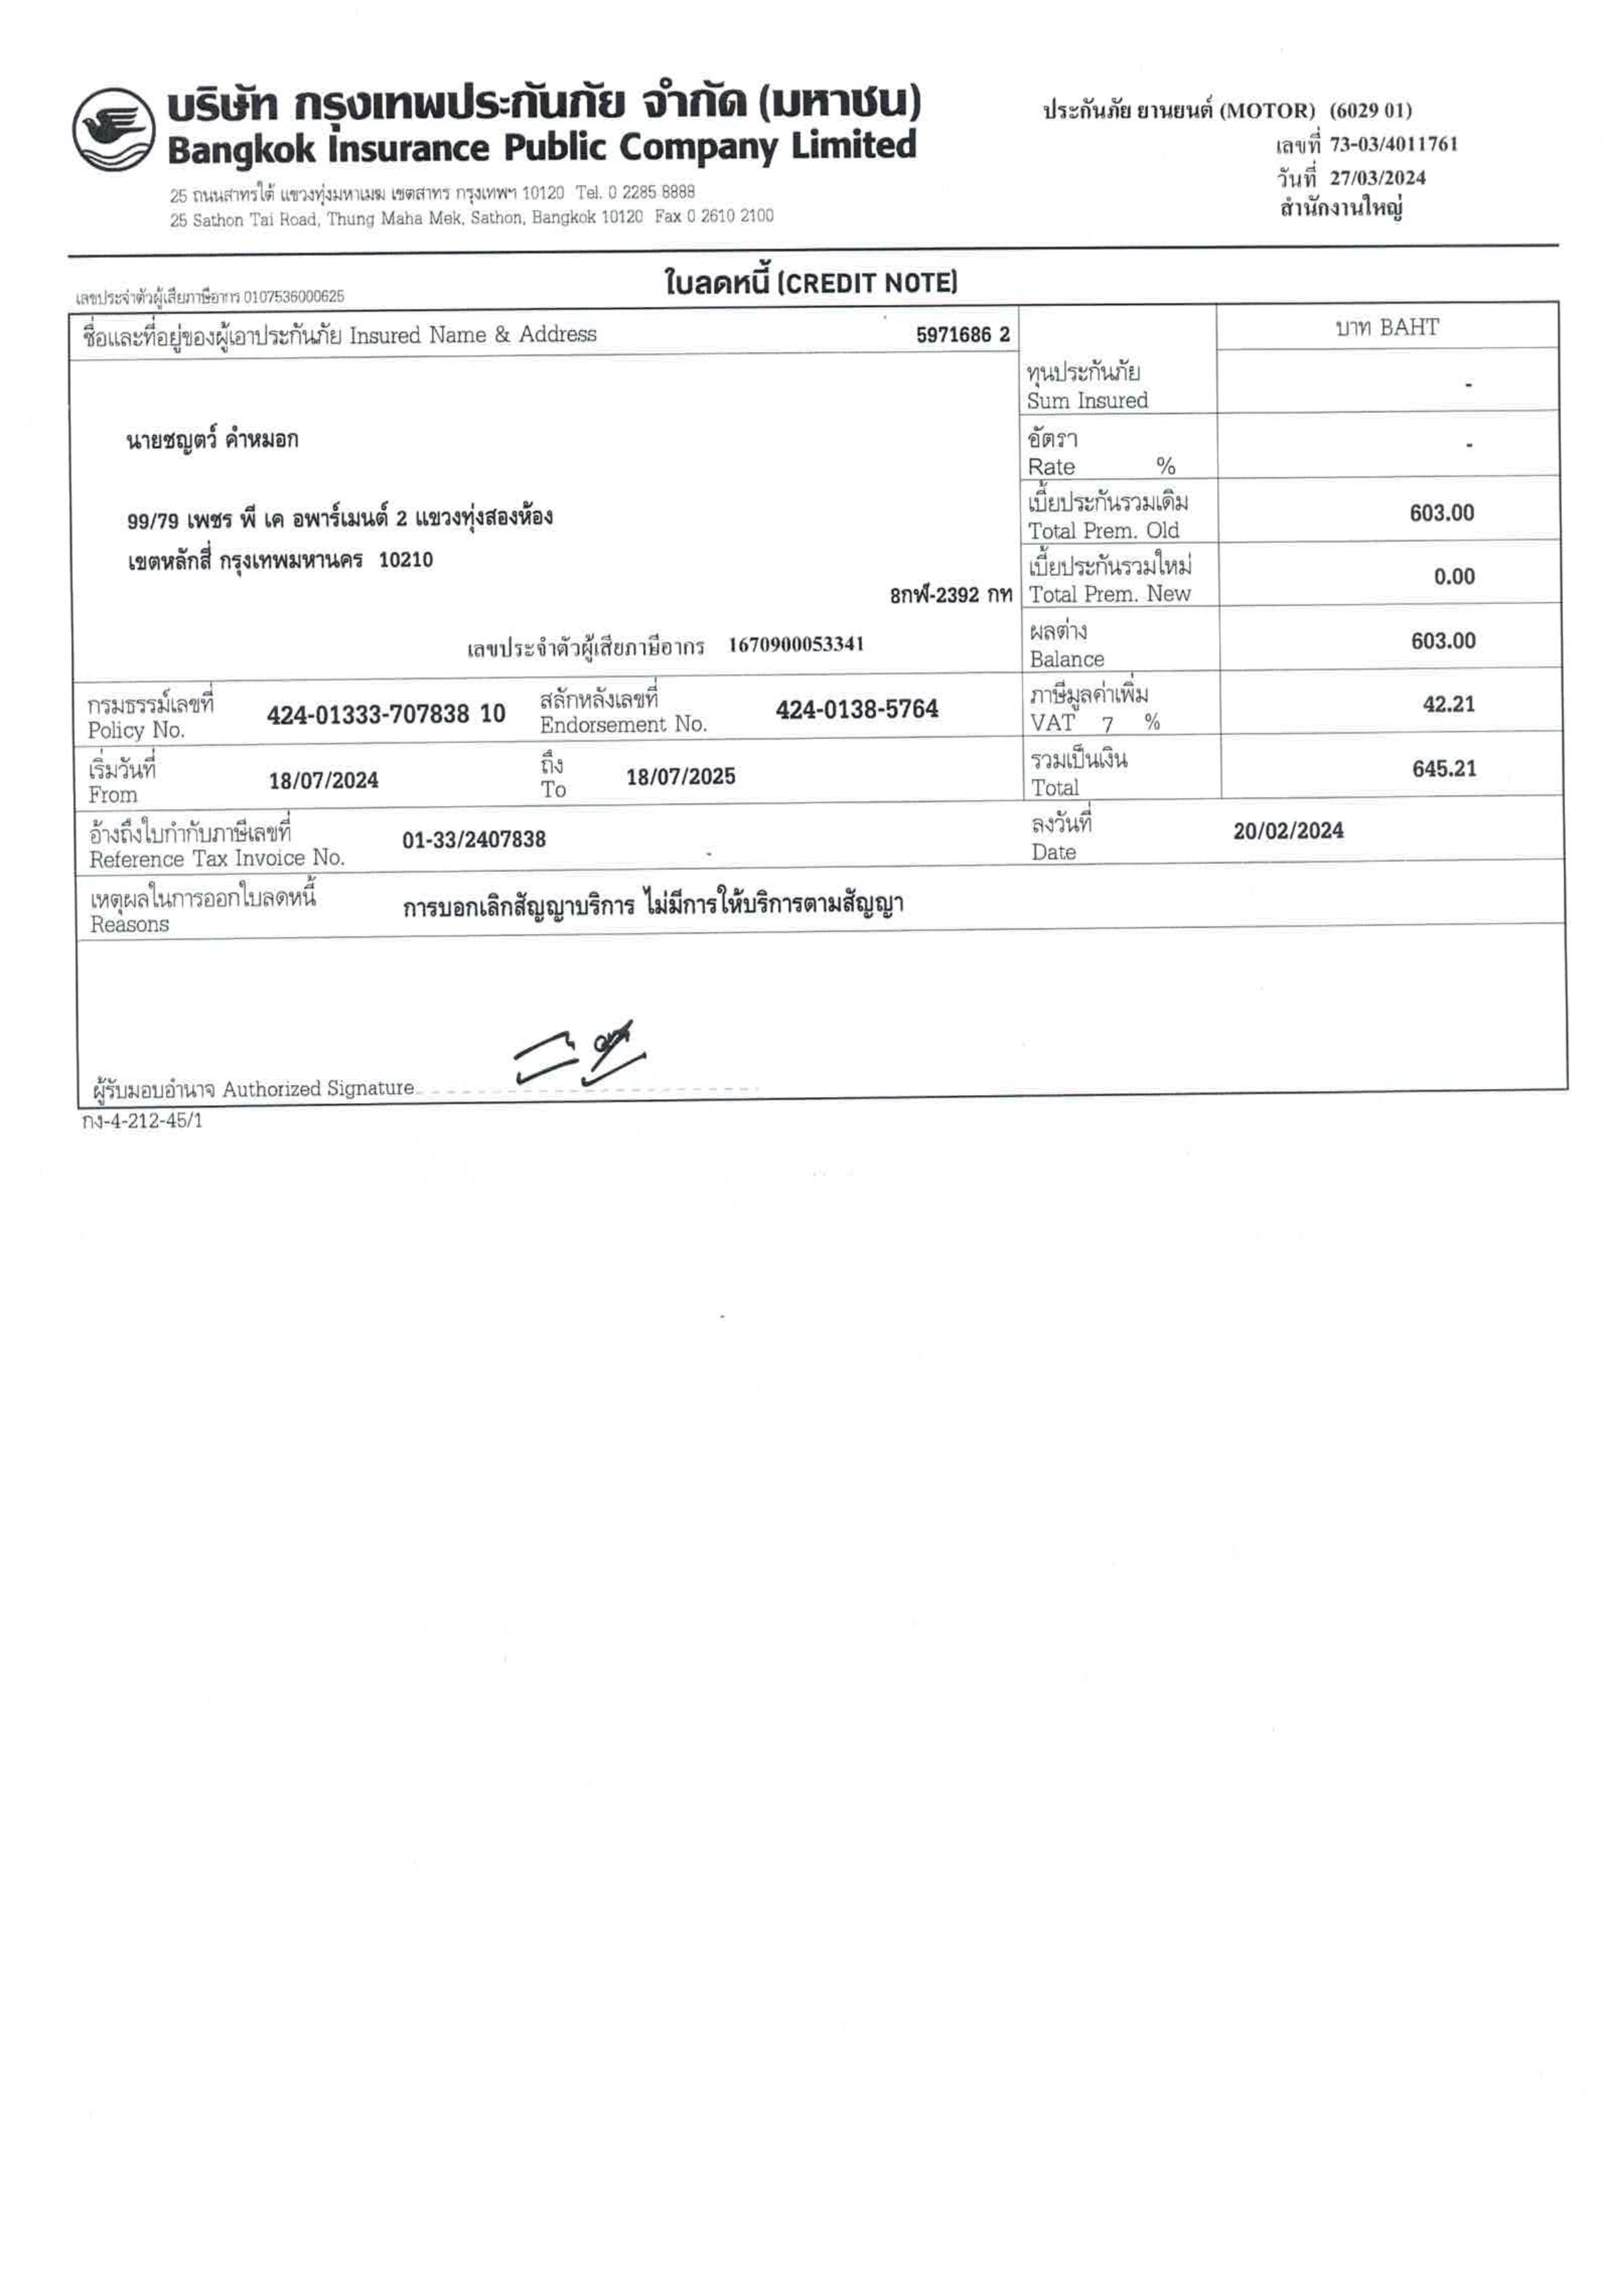 บริษัท กรุงเทพประกันภัย จำกัด (มหาชน)
Bangkok Insurance Public Company Limited
25 ถนนสาทรใต้ แขวงทุ่งมหาเมฆ เขตสาทร กรุงเทพฯ 10120 Tel. 0 2285 8888
25 Sathon Tai Road, Thung Maha Mek, Sathon, Bangkok 10120 Fax 0 2610 2100
ประกันภัย ยานยนต์ (MOTOR) (6029 01)
เลขที่ 73-03/4011761
วันที่ 27/03/2024
สำนักงานใหญ่
ใบลดหนี้ (CREDIT NOTE)
เลขประจำตัวผู้เสียภาษีอากร 0107536000625
ชื่อและที่อยู่ของผู้เอาประกันภัย Insured Name & Address 5971686 2
บาท BAHT
ทุนประกันภัย
Sum Insured -
นายชญตว์ คำหมอก
อัตรา
Rate % -
99/79 เพชร พี เค อพาร์เมนต์ 2 แขวงทุ่งสองห้อง
เขตหลักสี่ กรุงเทพมหานคร 10210
เบี้ยประกันรวมเดิม
Total Prem. Old 603.00
8กฬ-2392 กท
เบี้ยประกันรวมใหม่
Total Prem. New 0.00
เลขประจำตัวผู้เสียภาษีอากร 1670900053341
ผลต่าง
Balance 603.00
กรมธรรม์เลขที่
Policy No. 424-01333-707838 10
สลักหลังเลขที่
Endorsement No. 424-0138-5764
ภาษีมูลค่าเพิ่ม
VAT 7 % 42.21
เริ่มวันที่
From 18/07/2024
ถึง
To 18/07/2025
รวมเป็นเงิน
Total 645.21
อ้างถึงใบกำกับภาษีเลขที่
Reference Tax Invoice No. 01-33/2407838
ลงวันที่
Date 20/02/2024
เหตุผลในการออกใบลดหนี้
Reasons การบอกเลิกสัญญาบริการ ไม่มีการให้บริการตามสัญญา
ผู้รับมอบอำนาจ Authorized Signature
กง-4-212-45/1